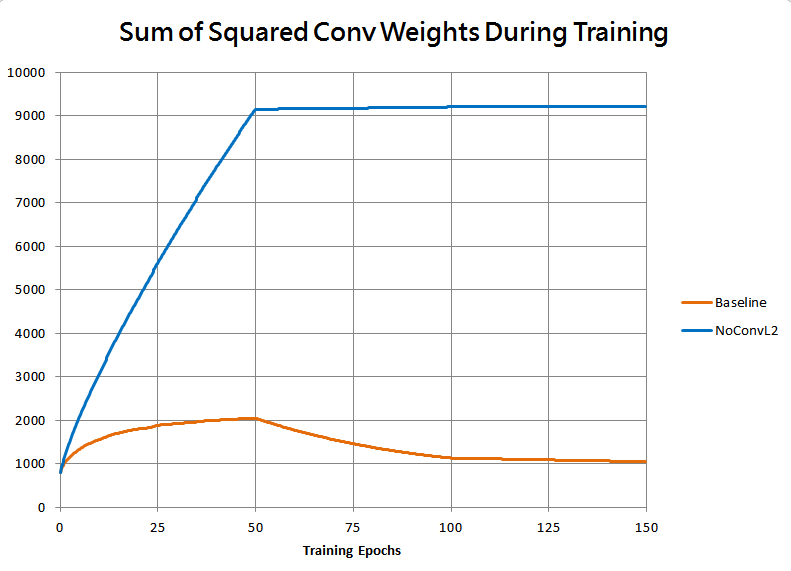 Sum of Squared Conv Weights During Training
10000
9000
8000
7000
6000
5000
4000
3000
2000
1000
0
0 25 50 75 100 125 150
Training Epochs
Baseline
NoConvL2